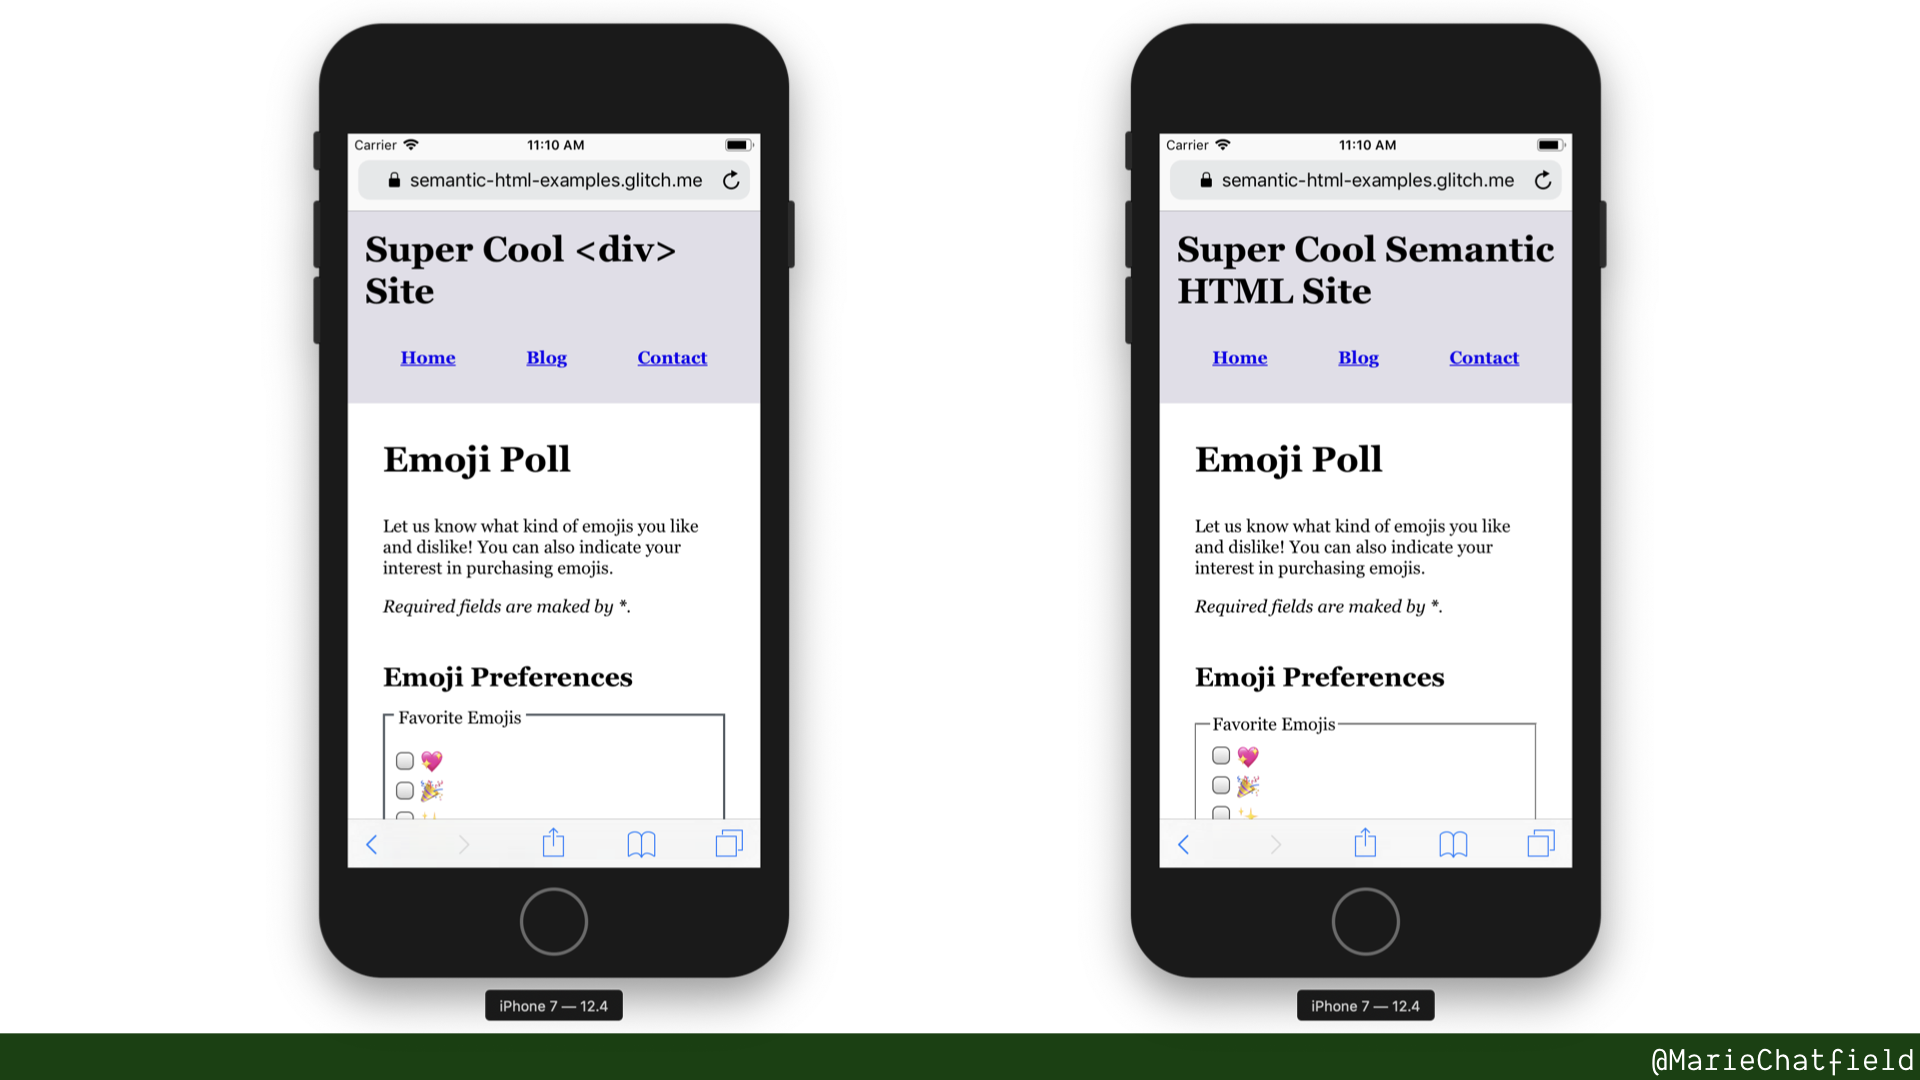 Carrier 11:10 AM
semantic-html-examples.glitch.me
Super Cool <div>
Site
Home Blog Contact
Emoji Poll
Let us know what kind of emojis you like
and dislike! You can also indicate your
interest in purchasing emojis.
Required fields are maked by *.
Emoji Preferences
Favorite Emojis
iPhone 7 — 12.4
Carrier 11:10 AM
semantic-html-examples.glitch.me
Super Cool Semantic
HTML Site
Home Blog Contact
Emoji Poll
Let us know what kind of emojis you like
and dislike! You can also indicate your
interest in purchasing emojis.
Required fields are maked by *.
Emoji Preferences
Favorite Emojis
iPhone 7 — 12.4
@MarieChatfield